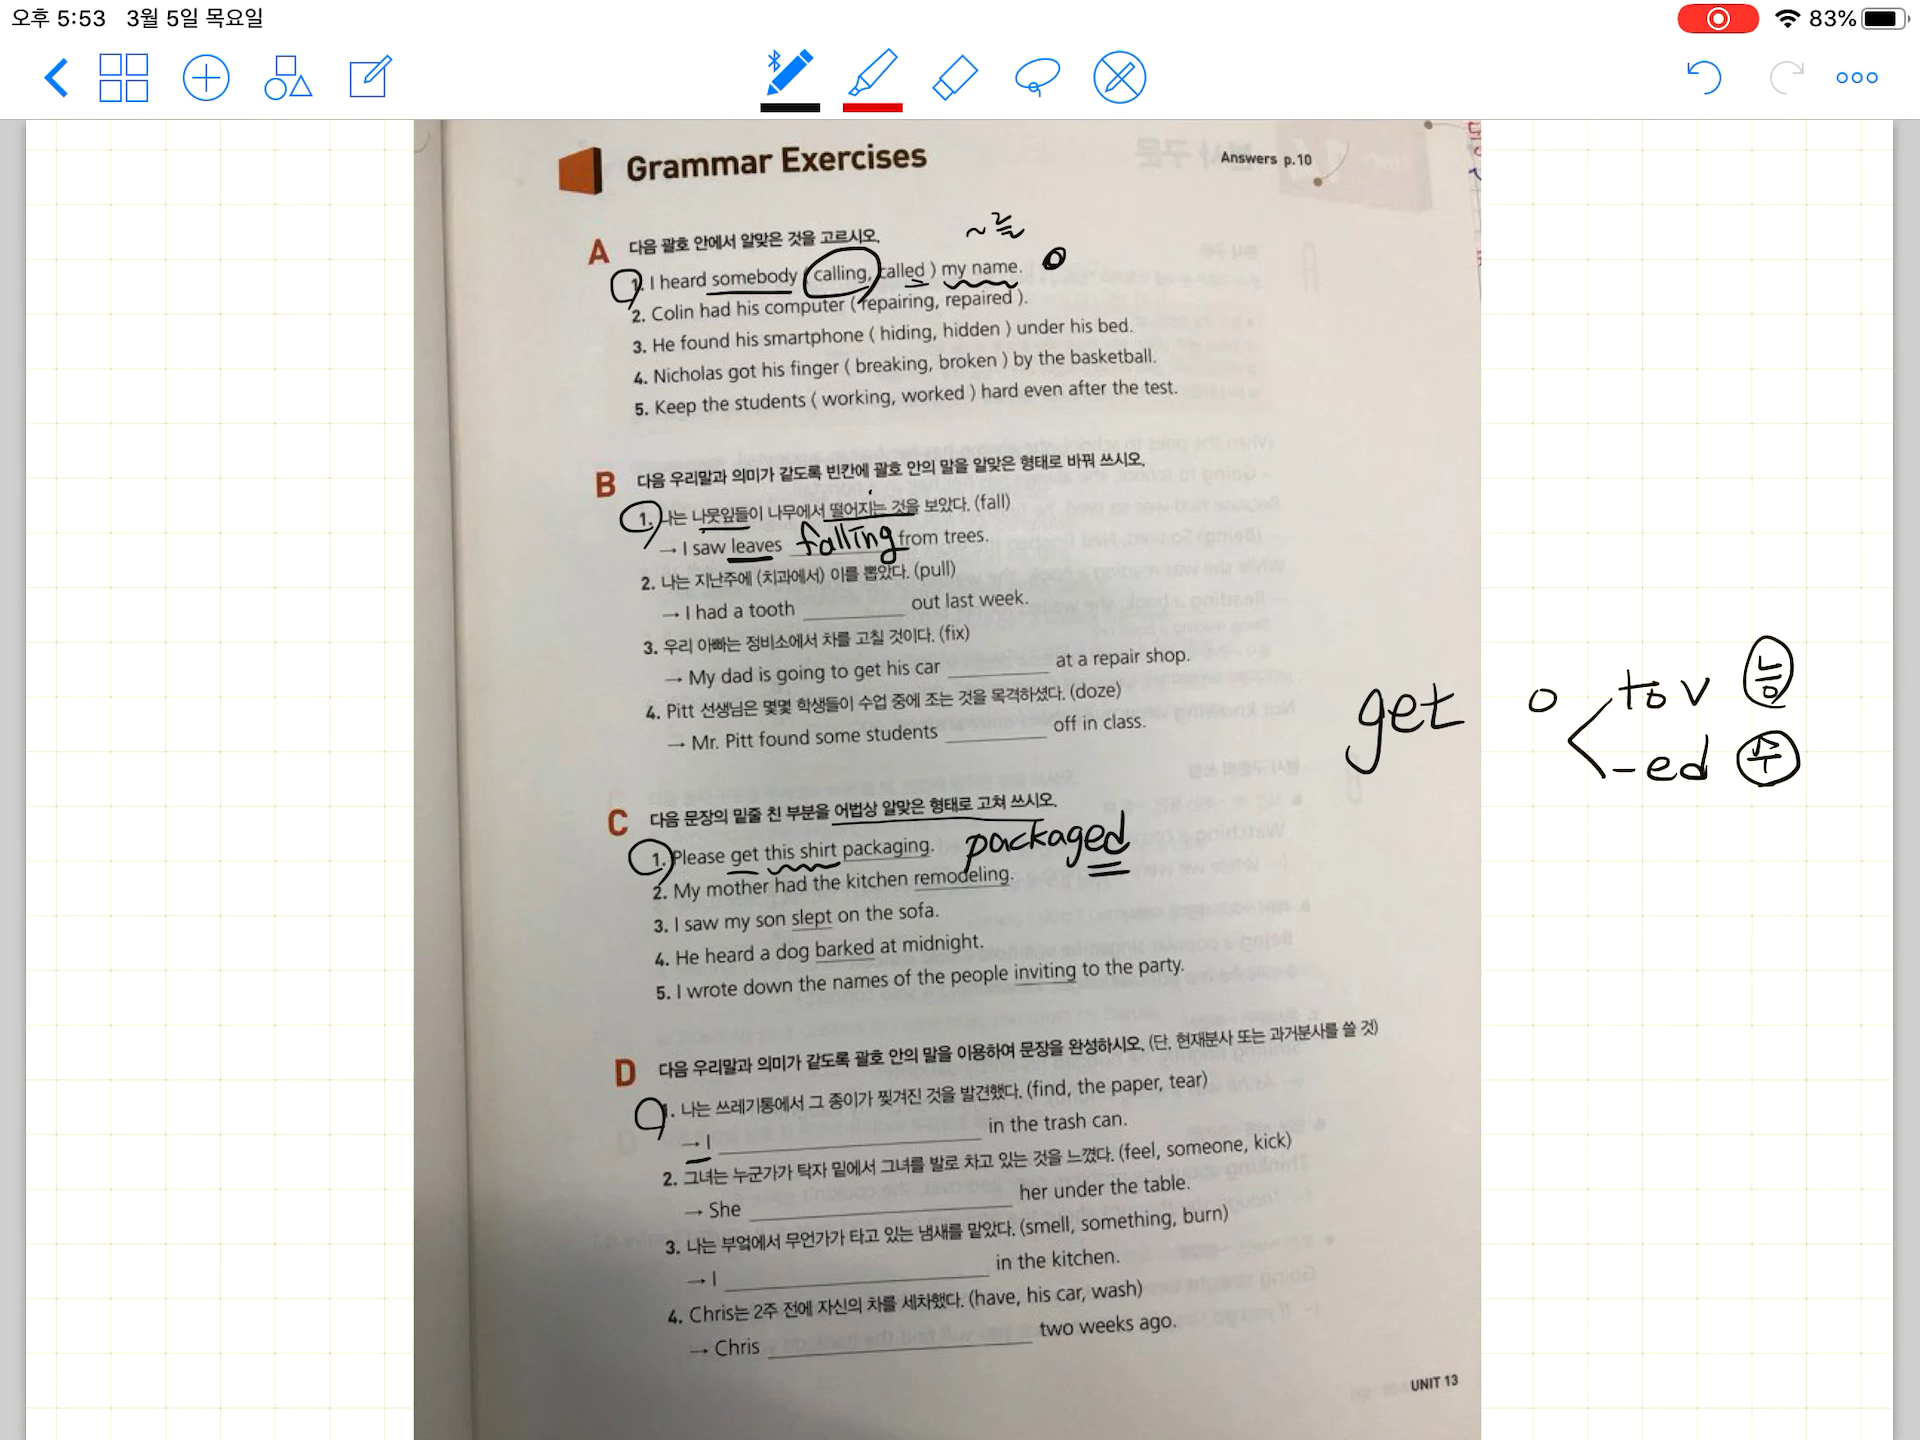 오후 5:53 3월 5일 목요일
83%
Grammar Exercises
Answers p.10
A 다음 괄호 안에서 알맞은 것을 고르시오.
~를
1. I heard somebody ( calling, called ) my name.
2. Colin had his computer ( repairing, repaired ).
3. He found his smartphone ( hiding, hidden ) under his bed.
4. Nicholas got his finger ( breaking, broken ) by the basketball.
5. Keep the students ( working, worked ) hard even after the test.
B 다음 우리말과 의미가 같도록 빈칸에 괄호 안의 말을 알맞은 형태로 바꿔 쓰시오.
1. 나는 나뭇잎들이 나무에서 떨어지는 것을 보았다. (fall)
→ I saw leaves falling from trees.
2. 나는 지난주에 (치과에서) 이를 뽑았다. (pull)
→ I had a tooth ________ out last week.
3. 우리 아빠는 정비소에서 차를 고칠 것이다. (fix)
→ My dad is going to get his car ________ at a repair shop.
4. Pitt 선생님은 몇몇 학생들이 수업 중에 조는 것을 목격하셨다. (doze)
→ Mr. Pitt found some students ________ off in class.
get o to v 능
-ed 수
C 다음 문장의 밑줄 친 부분을 어법상 알맞은 형태로 고쳐 쓰시오.
1. Please get this shirt packaging. packaged
2. My mother had the kitchen remodeling.
3. I saw my son slept on the sofa.
4. He heard a dog barked at midnight.
5. I wrote down the names of the people inviting to the party.
D 다음 우리말과 의미가 같도록 괄호 안의 말을 이용하여 문장을 완성하시오. (단, 현재분사 또는 과거분사를 쓸 것)
1. 나는 쓰레기통에서 그 종이가 찢겨진 것을 발견했다. (find, the paper, tear)
→ I ________ in the trash can.
2. 그녀는 누군가가 탁자 밑에서 그녀를 발로 차고 있는 것을 느꼈다. (feel, someone, kick)
→ She ________ her under the table.
3. 나는 부엌에서 무언가가 타고 있는 냄새를 맡았다. (smell, something, burn)
→ I ________ in the kitchen.
4. Chris는 2주 전에 자신의 차를 세차했다. (have, his car, wash)
→ Chris ________ two weeks ago.
UNIT 13